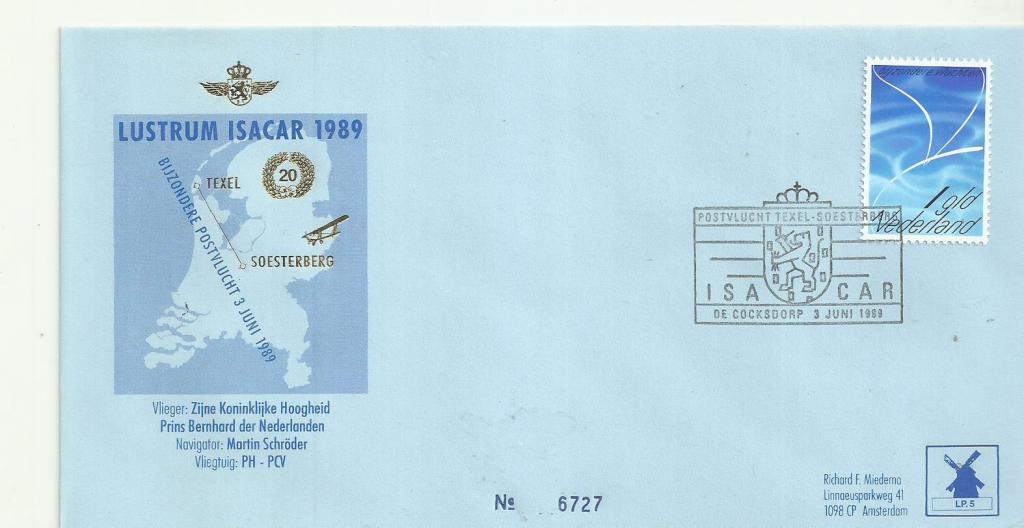 LUSTRUM ISACAR 1989
20
TEXEL
SOESTERBERG
BIJZONDERE POSTVLUCHT 3 JUNI 1989
Vlieger: Zijne Koninklijke Hoogheid
Prins Bernhard der Nederlanden
Navigator: Martin Schröder
Vliegtuig: PH - PCV
bijzondere vluchten
1 gld
Nederland
POSTVLUCHT TEXEL-SOESTERBERG
ISA CAR
DE COCKSDORP 3 JUNI 1989
№ 6727
Richard F. Miedema
Linnaeusparkweg 41
1098 CP Amsterdam
LP.5